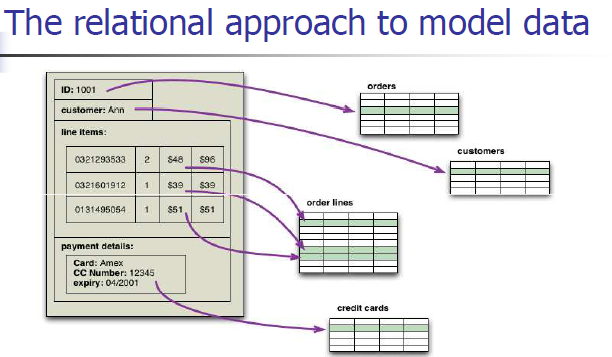 The relational approach to model data
ID: 1001
customer: Ann
line items:
0321293533 2 $48 $96
0321601912 1 $39 $39
0131495054 1 $51 $51
payment details:
Card: Amex
CC Number: 12345
expiry: 04/2001
orders
customers
order lines
credit cards